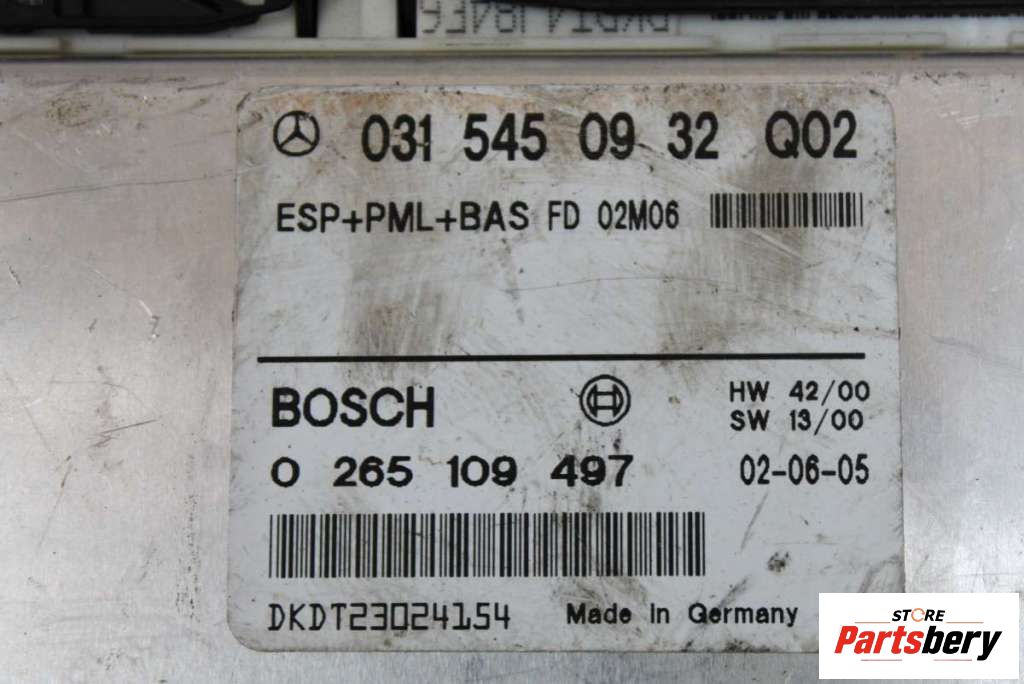 031 545 09 32 Q02
ESP+PML+BAS FD 02M06
BOSCH
HW 42/00
SW 13/00
0 265 109 497
02-06-05
DKDT23024154
Made In Germany
STORE
Partsbery